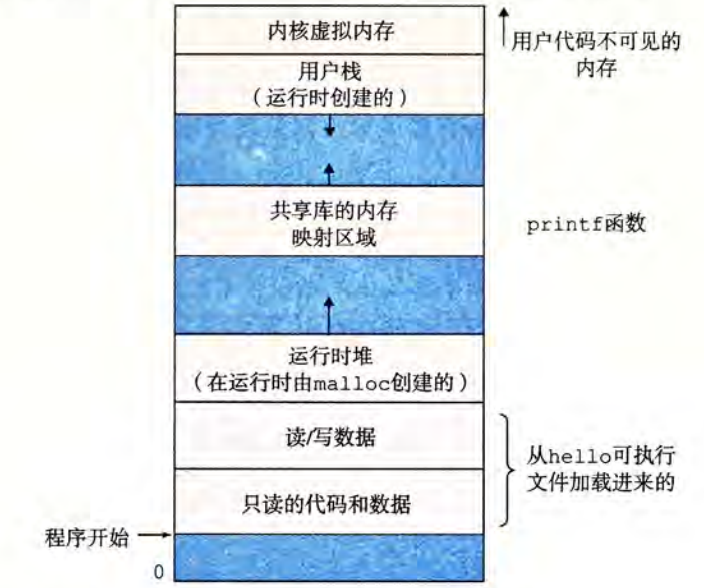 内核虚拟内存
用户代码不可见的
内存
用户栈
（运行时创建的）
共享库的内存
映射区域
printf函数
运行时堆
（在运行时由malloc创建的）
读/写数据
从hello可执行
文件加载进来的
只读的代码和数据
程序开始
0